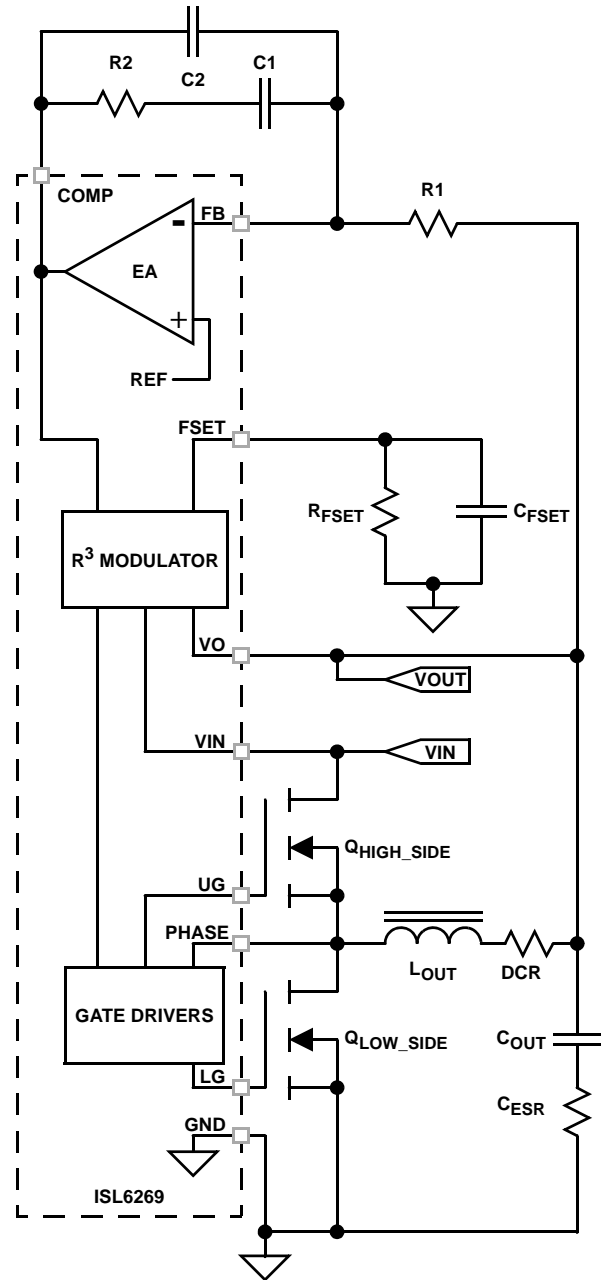 R2
C2
C1
COMP
FB
R1
-
EA
+
REF
FSET
RFSET
CFSET
R3 MODULATOR
VO
VOUT
VIN
VIN
QHIGH_SIDE
UG
PHASE
LOUT
DCR
GATE DRIVERS
QLOW_SIDE
COUT
LG
CESR
GND
ISL6269